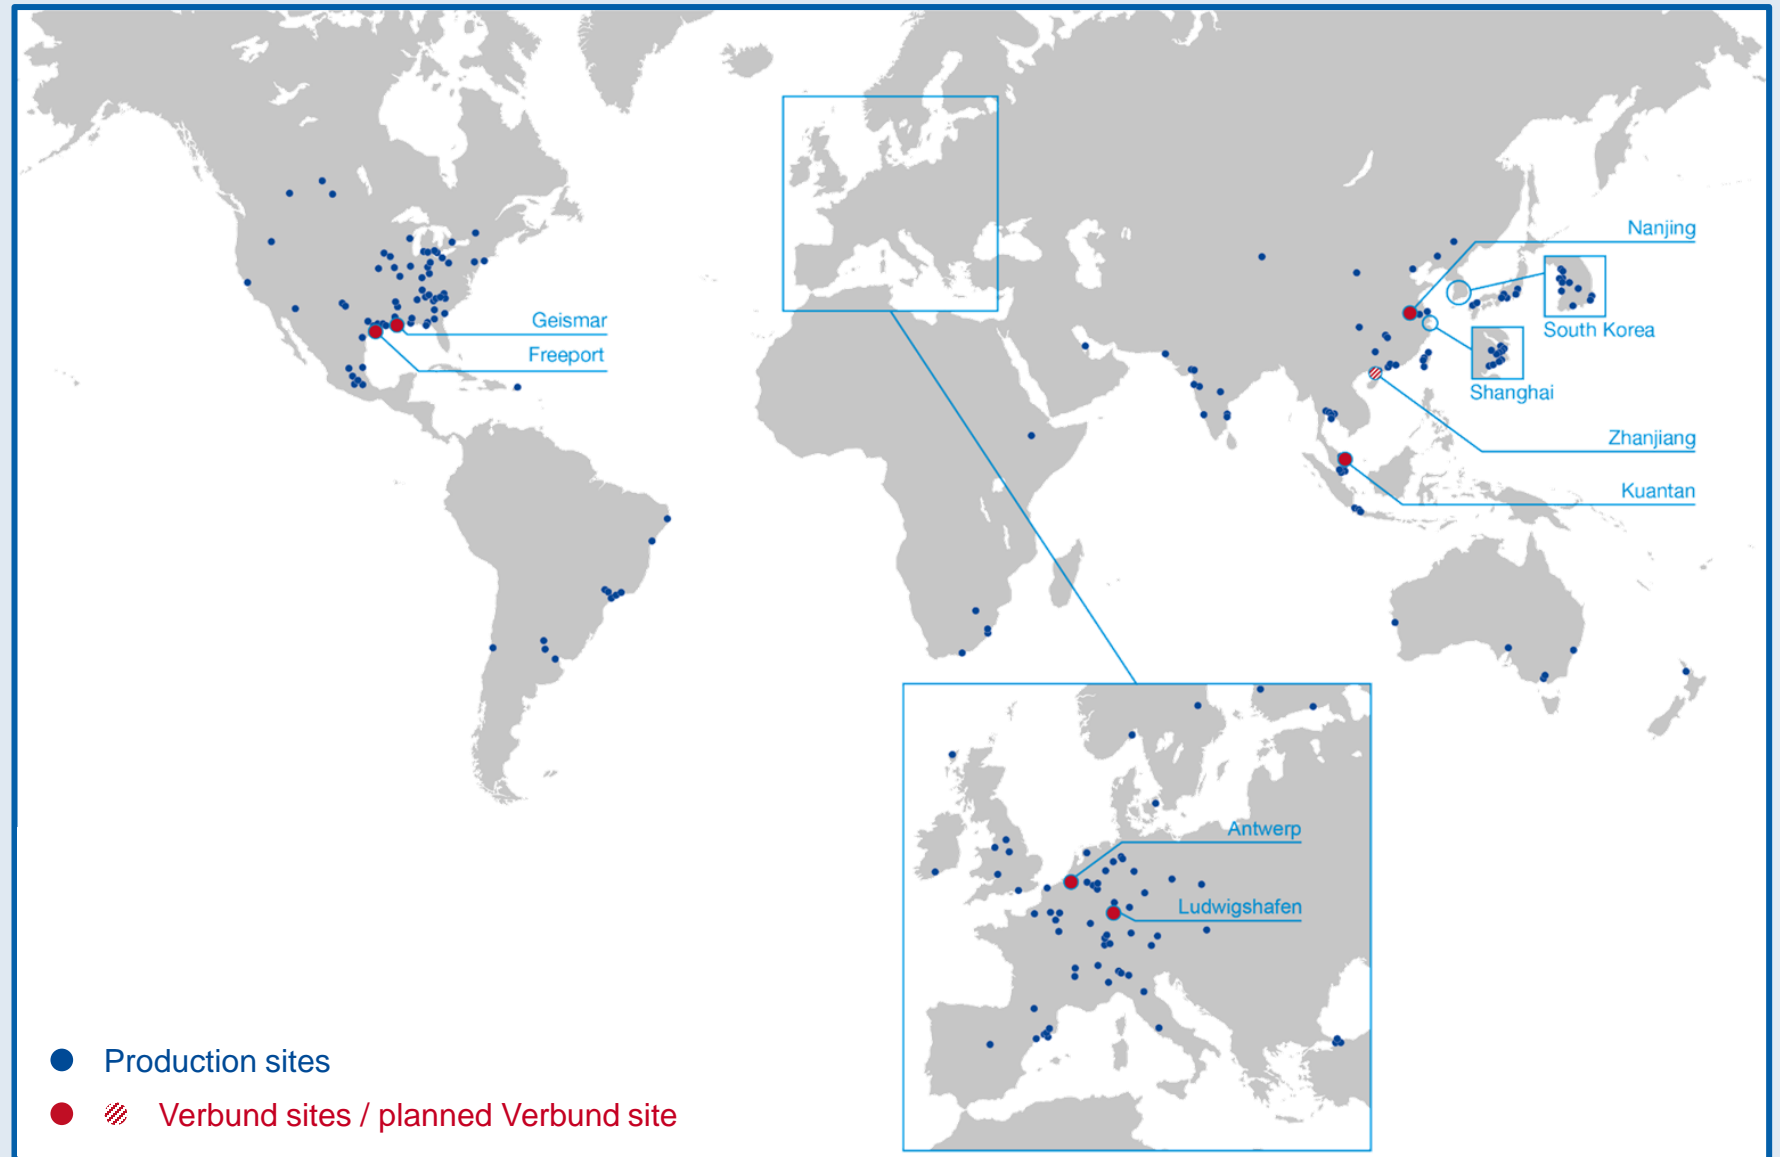 Nanjing
South Korea
Geismar
Freeport
Shanghai
Zhanjiang
Kuantan
Antwerp
Ludwigshafen
Production sites
Verbund sites / planned Verbund site